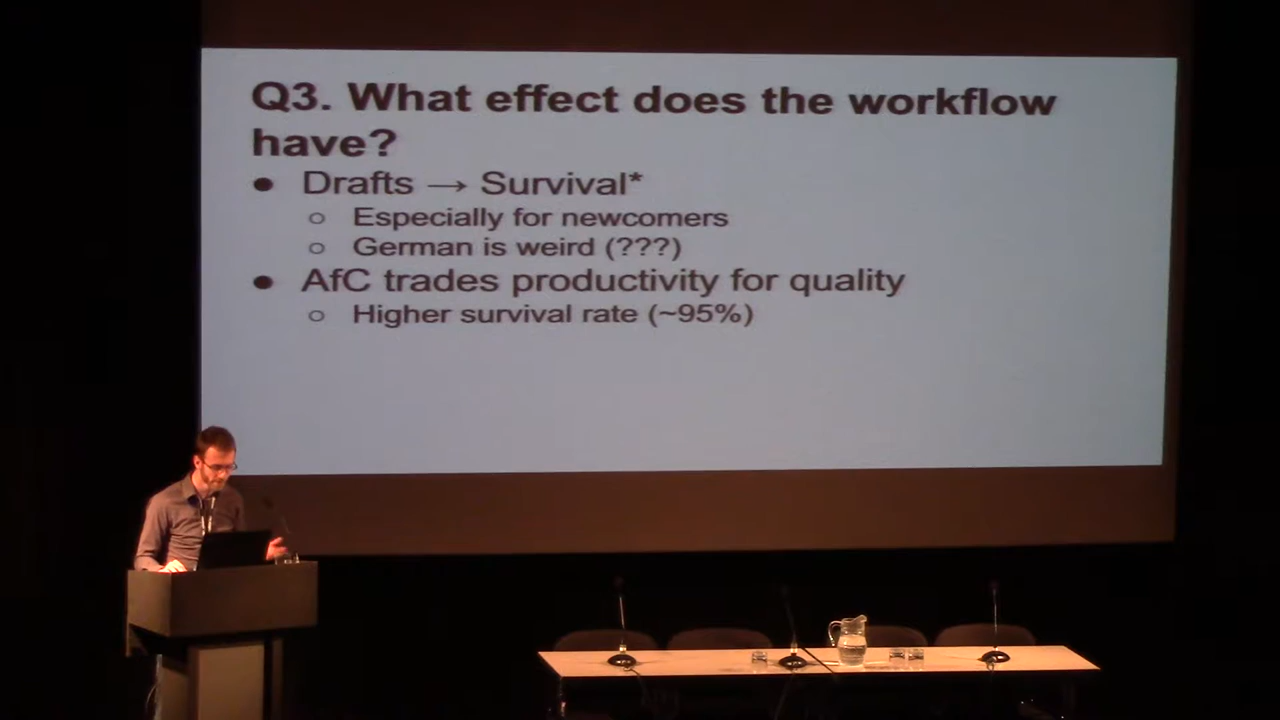 Q3. What effect does the workflow
have?
● Drafts → Survival*
○ Especially for newcomers
○ German is weird (???)
● AfC trades productivity for quality
○ Higher survival rate (~95%)